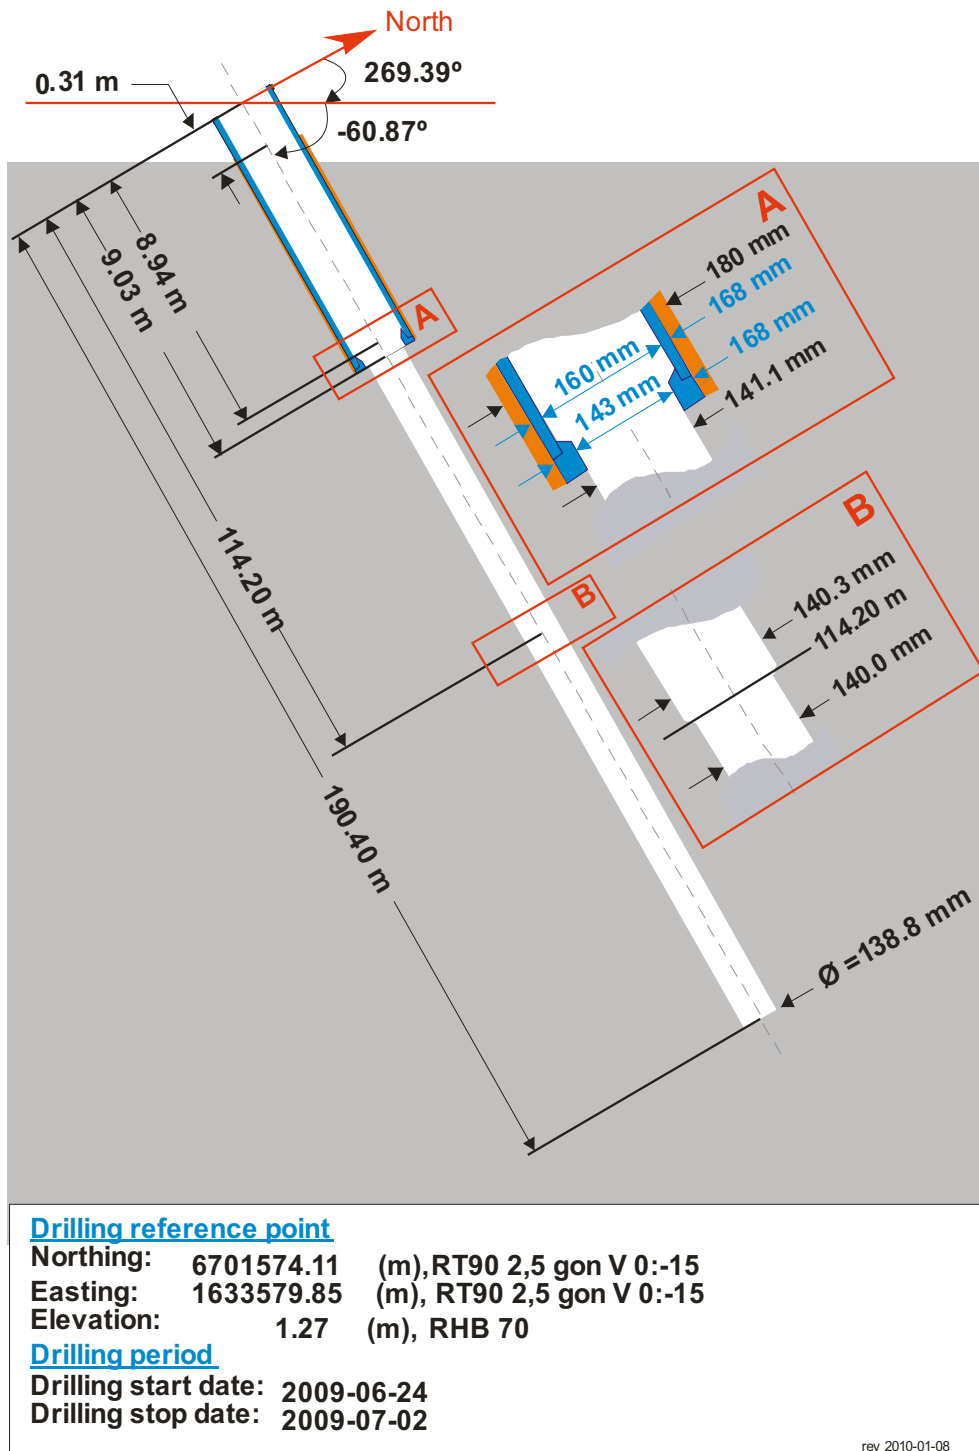 North
0.31 m
269.39º
-60.87º
8.94 m
9.03 m
114.20 m
190.40 m
A
B
A
180 mm
168 mm
168 mm
141.1 mm
160 mm
143 mm
B
140.3 mm
114.20 m
140.0 mm
Ø =138.8 mm
Drilling reference point
Northing: 6701574.11 (m),RT90 2,5 gon V 0:-15
Easting: 1633579.85 (m), RT90 2,5 gon V 0:-15
Elevation: 1.27 (m), RHB 70
Drilling period
Drilling start date: 2009-06-24
Drilling stop date: 2009-07-02
rev 2010-01-08